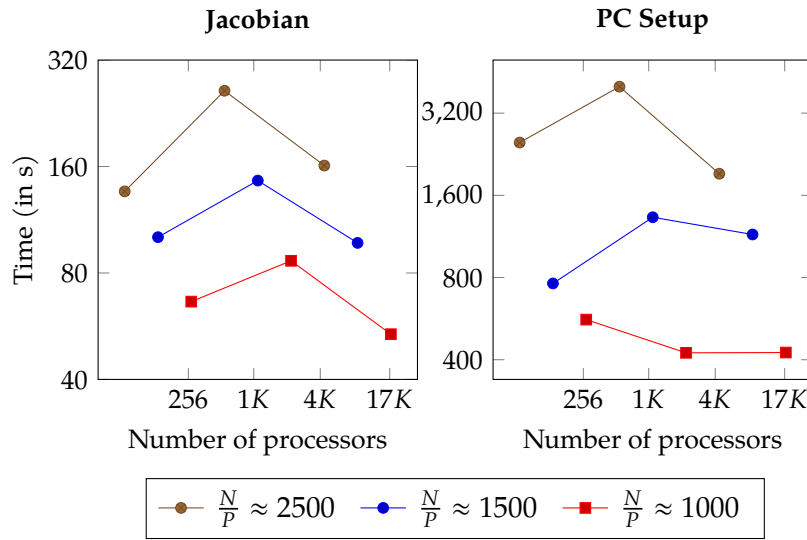 Jacobian
PC Setup
Time (in s)
320
160
80
40
256
1K
4K
17K
Number of processors
3,200
1,600
800
400
256
1K
4K
17K
Number of processors
N/P ≈ 2500
N/P ≈ 1500
N/P ≈ 1000